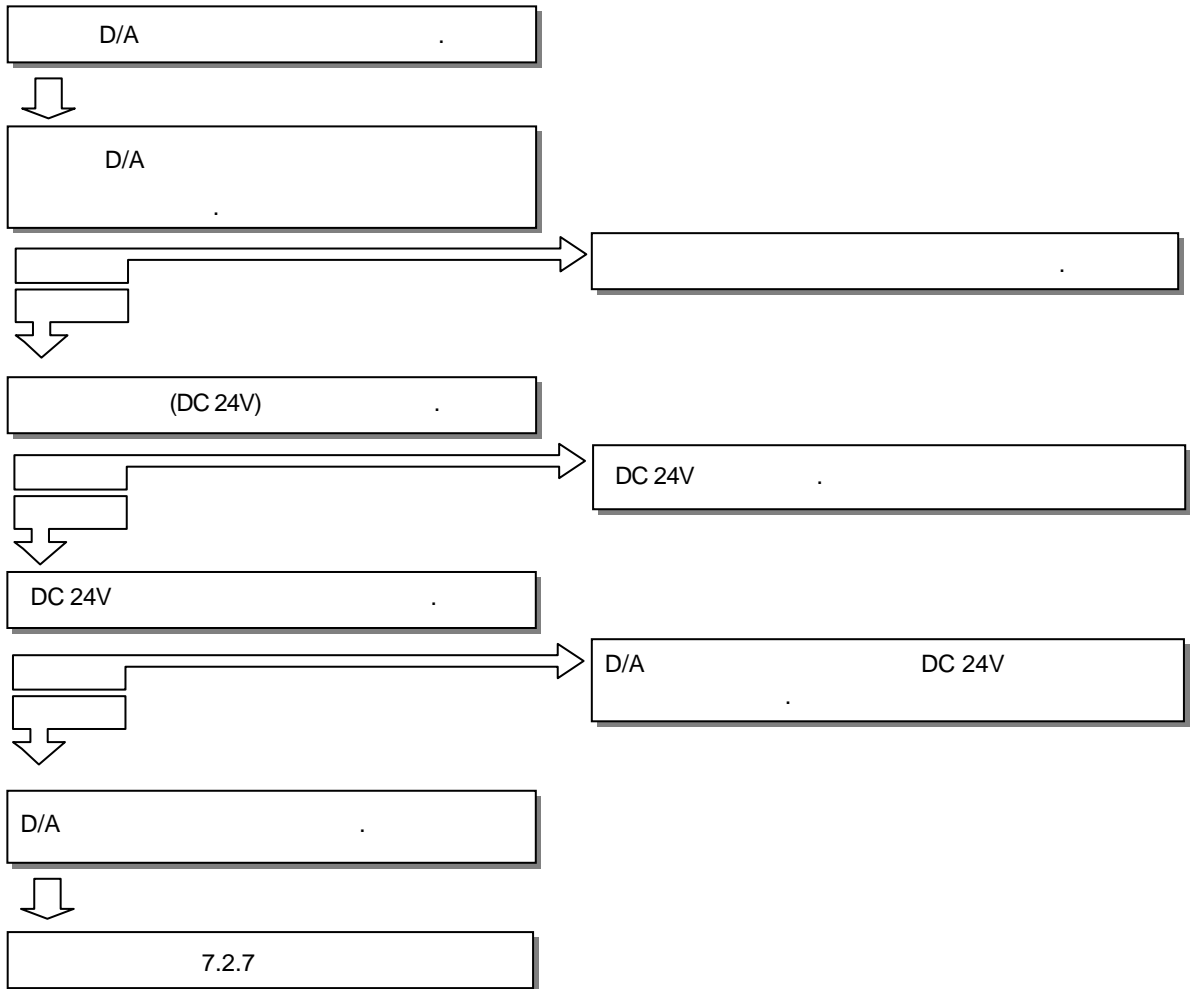 D/A .
D/A
.
.
(DC 24V) .
DC 24V .
DC 24V .
D/A DC 24V
.
D/A .
7.2.7